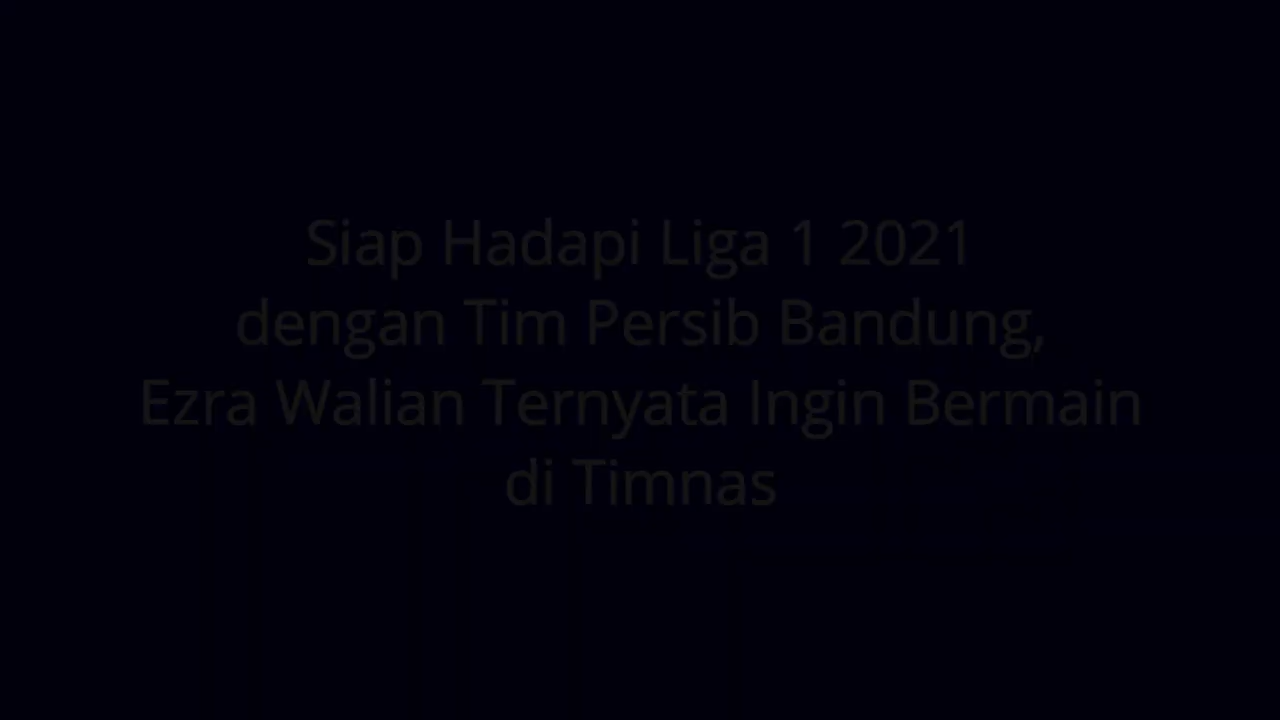 Siap Hadapi Liga 1 2021
dengan Tim Persib Bandung,
Ezra Walian Ternyata Ingin Bermain
di Timnas